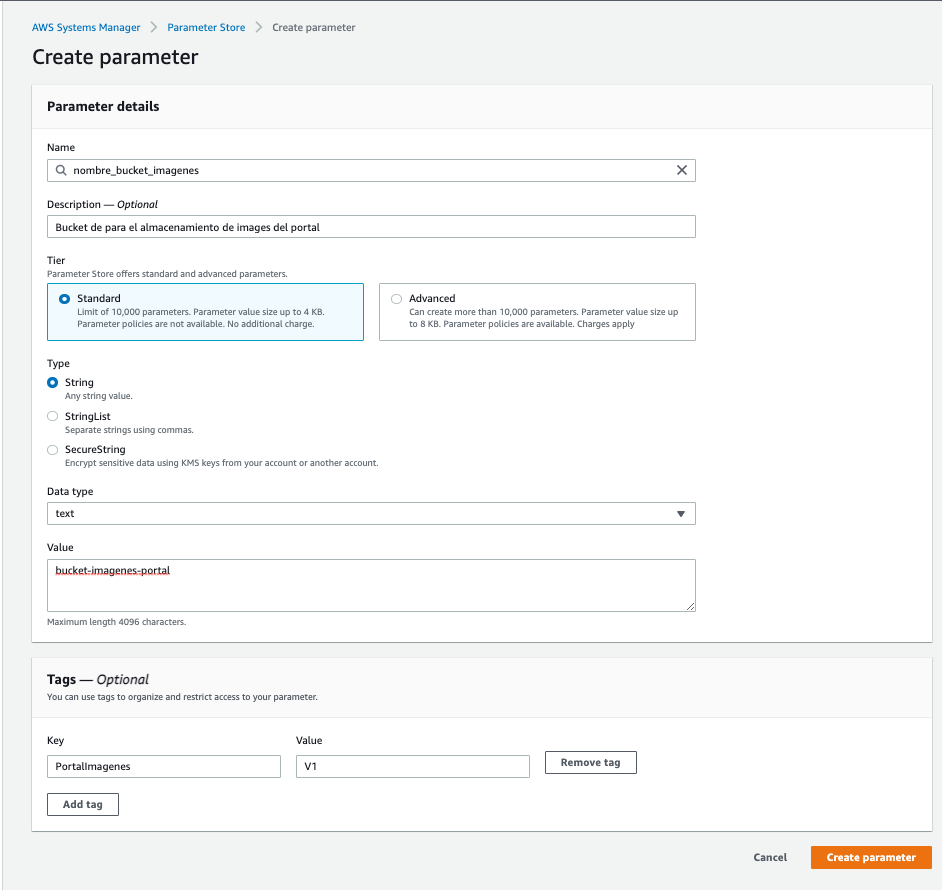 AWS Systems Manager > Parameter Store > Create parameter
Create parameter
Parameter details
Name
nombre_bucket_imagenes
Description — Optional
Bucket de para el almacenamiento de images del portal
Tier
Parameter Store offers standard and advanced parameters.
Standard
Limit of 10,000 parameters. Parameter value size up to 4 KB.
Parameter policies are not available. No additional charge.
Advanced
Can create more than 10,000 parameters. Parameter value size up
to 8 KB. Parameter policies are available. Charges apply
Type
String
Any string value.
StringList
Separate strings using commas.
SecureString
Encrypt sensitive data using KMS keys from your account or another account.
Data type
text
Value
bucket-imagenes-portal
Maximum length 4096 characters.
Tags — Optional
You can use tags to organize and restrict access to your parameter.
Key Value
PortalImagenes V1 Remove tag
Add tag
Cancel Create parameter